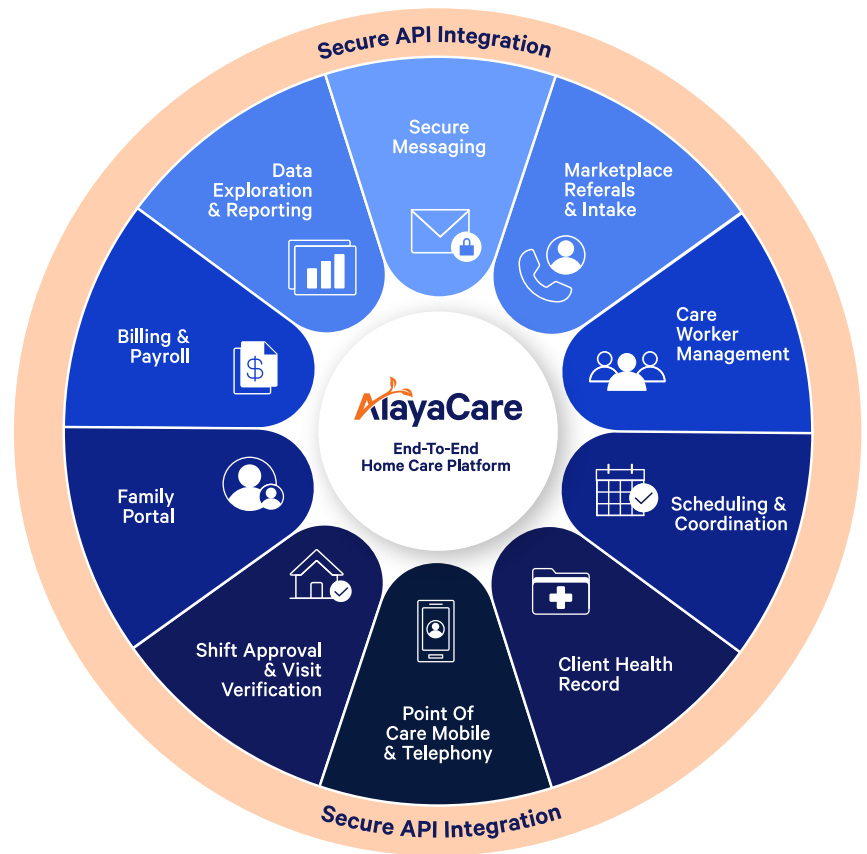 Secure API Integration
Secure
Messaging
Marketplace
Referals
& Intake
Care
Worker
Management
Scheduling &
Coordination
Client Health
Record
Point Of
Care Mobile
& Telephony
Shift Approval
& Visit
Verification
Family
Portal
Billing &
Payroll
$
Data
Exploration
& Reporting
AlayaCare
End-To-End
Home Care Platform
Secure API Integration